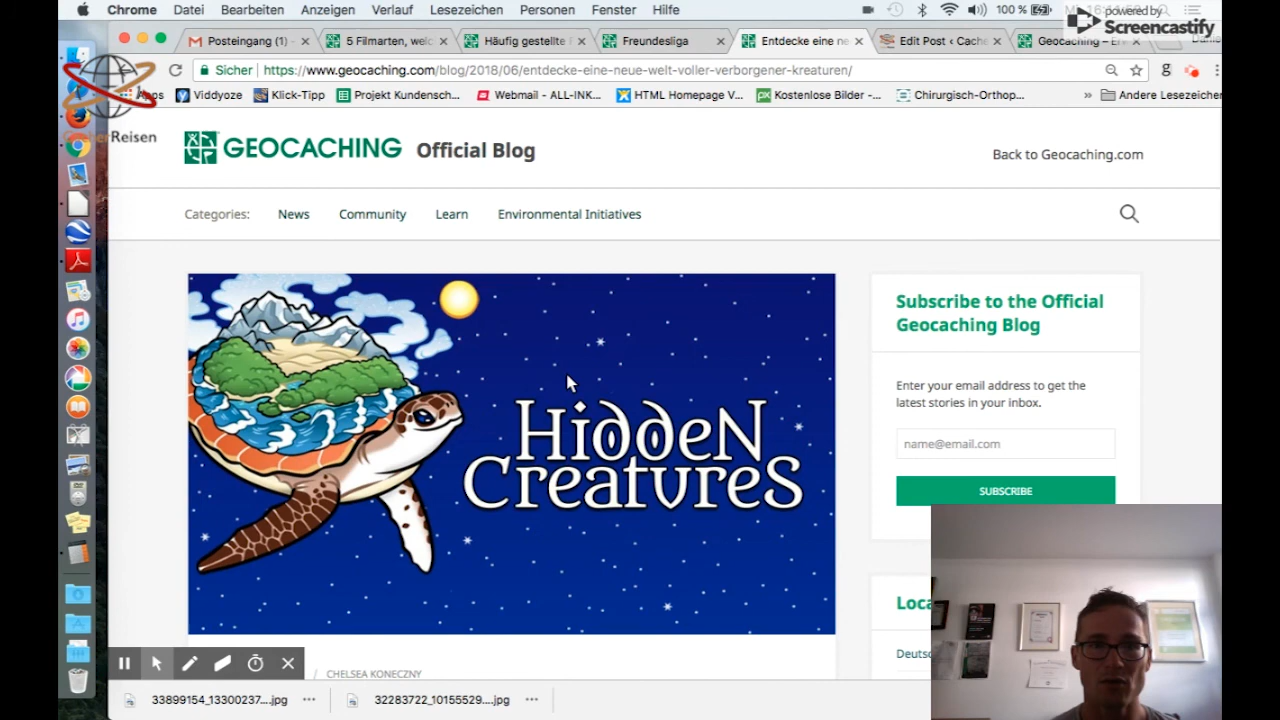 Chrome Datei Bearbeiten Anzeigen Verlauf Lesezeichen Personen Fenster Hilfe 100 %
powered by
Screencastify
Posteingang (1) - 5 Filmarten, weld Häufig gestellte F Freundesliga Entdecke eine ne Edit Post ‹ Cache Geocaching –
Sicher https://www.geocaching.com/blog/2018/06/entdecke-eine-neue-welt-voller-verborgener-kreaturen/
Apps Viddyoze Klick-Tipp Projekt Kundensch... Webmail - ALL-INK... HTML Homepage V... Kostenlose Bilder -... Chirurgisch-Orthop... » Andere Lesezeichen
Reisen
GEOCACHING Official Blog
Back to Geocaching.com
Categories: News Community Learn Environmental Initiatives
Hidden
Creatures
Subscribe to the Official
Geocaching Blog
Enter your email address to get the
latest stories in your inbox.
name@email.com
SUBSCRIBE
Loca
Deuts
/ CHELSEA KONECZNY
33899154_13300237....jpg 32283722_10155529....jpg